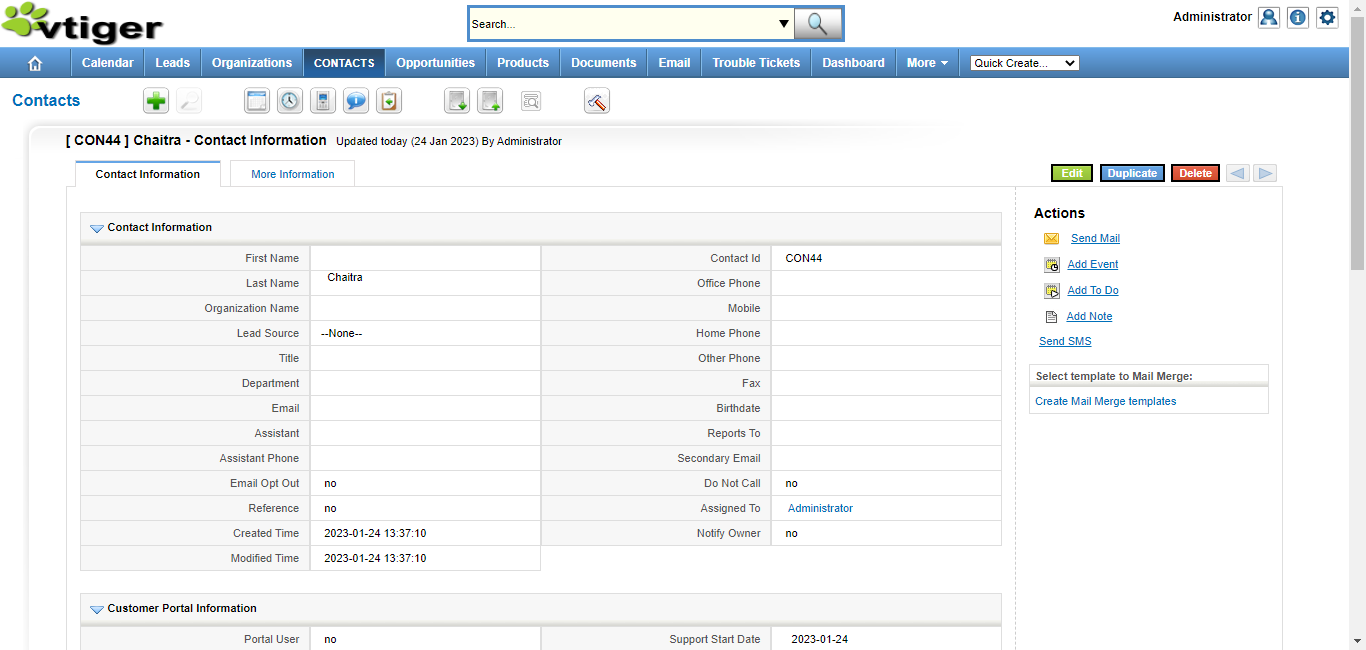 vtiger
Search...
Administrator
Calendar Leads Organizations CONTACTS Opportunities Products Documents Email Trouble Tickets Dashboard More Quick Create...
Contacts
[ CON44 ] Chaitra - Contact Information Updated today (24 Jan 2023) By Administrator
Contact Information More Information
Edit Duplicate Delete
Contact Information
First Name Contact Id CON44
Last Name Chaitra Office Phone
Organization Name Mobile
Lead Source --None-- Home Phone
Title Other Phone
Department Fax
Email Birthdate
Assistant Reports To
Assistant Phone Secondary Email
Email Opt Out no Do Not Call no
Reference no Assigned To Administrator
Created Time 2023-01-24 13:37:10 Notify Owner no
Modified Time 2023-01-24 13:37:10
Customer Portal Information
Portal User no Support Start Date 2023-01-24
Actions
Send Mail
Add Event
Add To Do
Add Note
Send SMS
Select template to Mail Merge:
Create Mail Merge templates